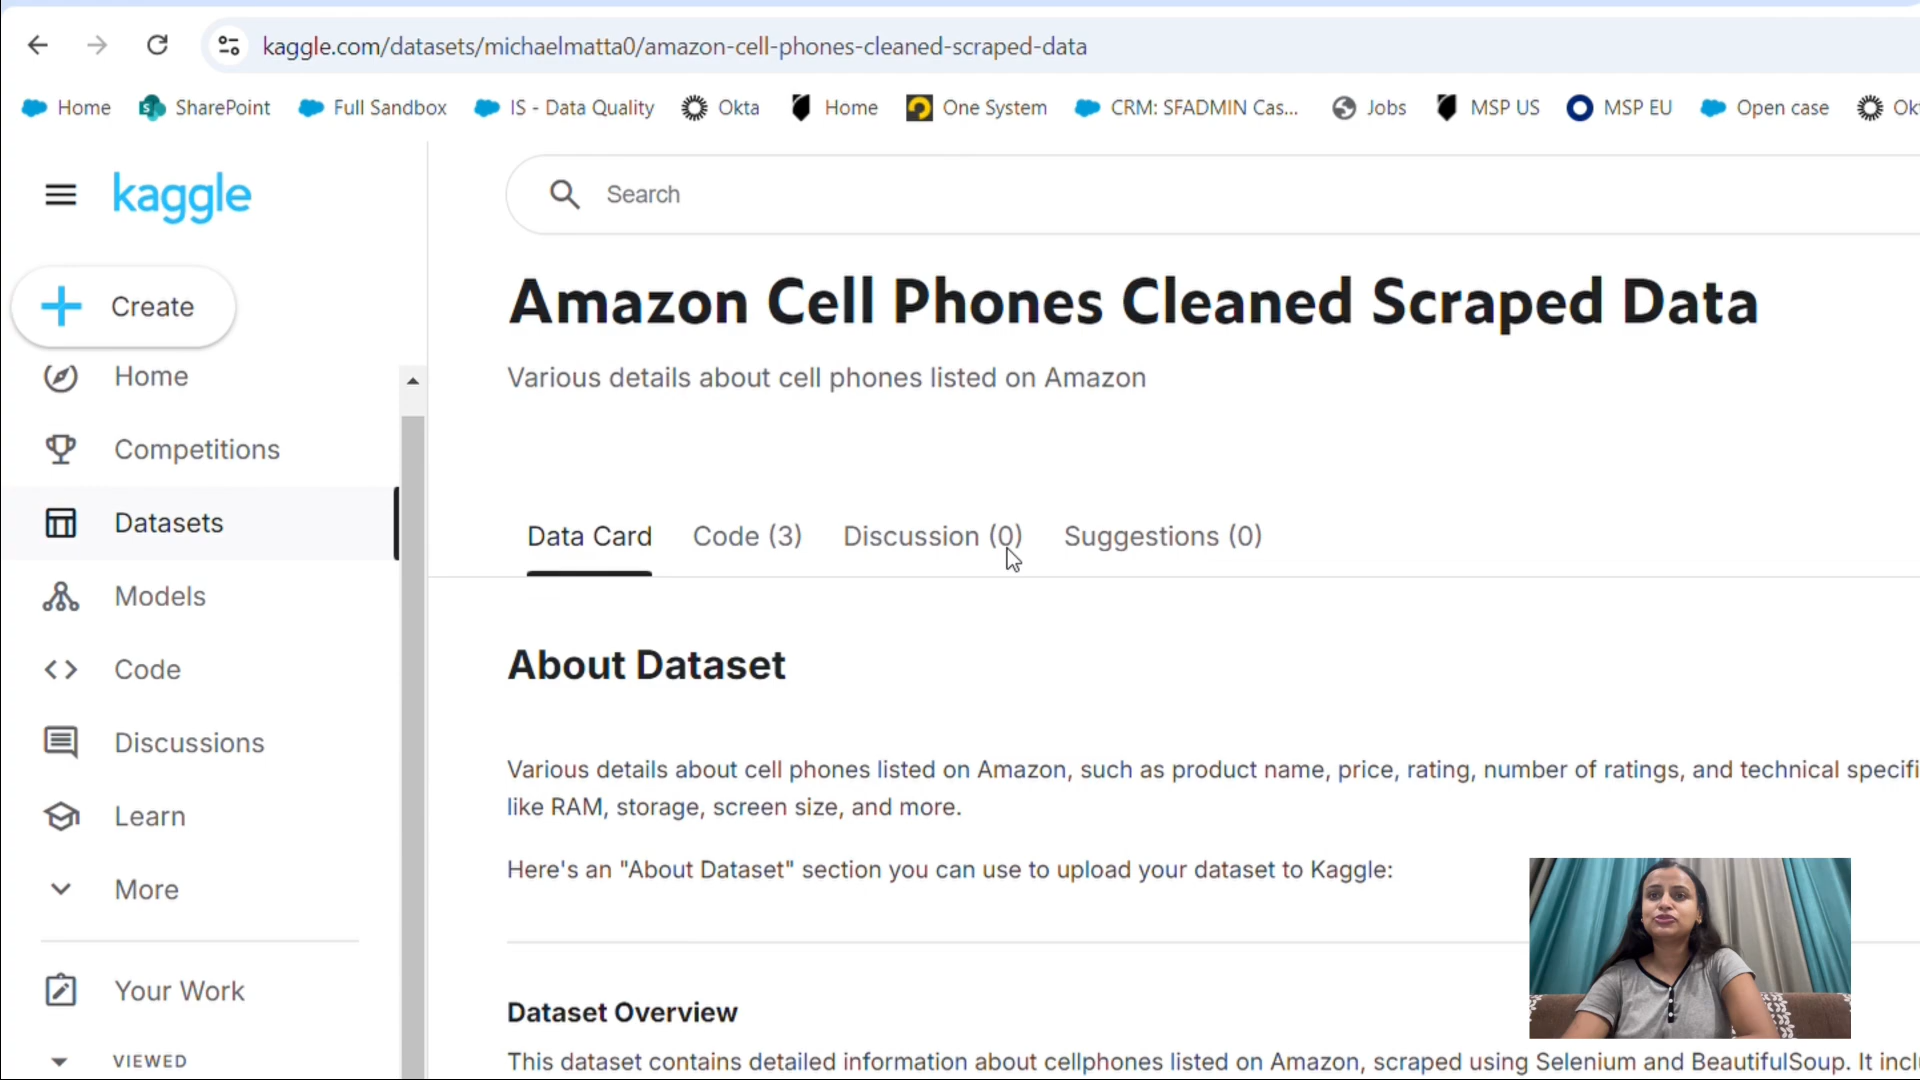 kaggle.com/datasets/michaelmatta0/amazon-cell-phones-cleaned-scraped-data
Home SharePoint Full Sandbox IS - Data Quality Okta Home One System CRM: SFADMIN Cas... Jobs MSP US MSP EU Open case
kaggle
Search
Create
Amazon Cell Phones Cleaned Scraped Data
Various details about cell phones listed on Amazon
Home
Competitions
Datasets
Models
Code
Discussions
Learn
More
Your Work
VIEWED
Data Card Code (3) Discussion (0) Suggestions (0)
About Dataset
Various details about cell phones listed on Amazon, such as product name, price, rating, number of ratings, and technical
like RAM, storage, screen size, and more.
Here's an "About Dataset" section you can use to upload your dataset to Kaggle:
Dataset Overview
This dataset contains detailed information about cellphones listed on Amazon, scraped using Selenium and BeautifulSoup. It